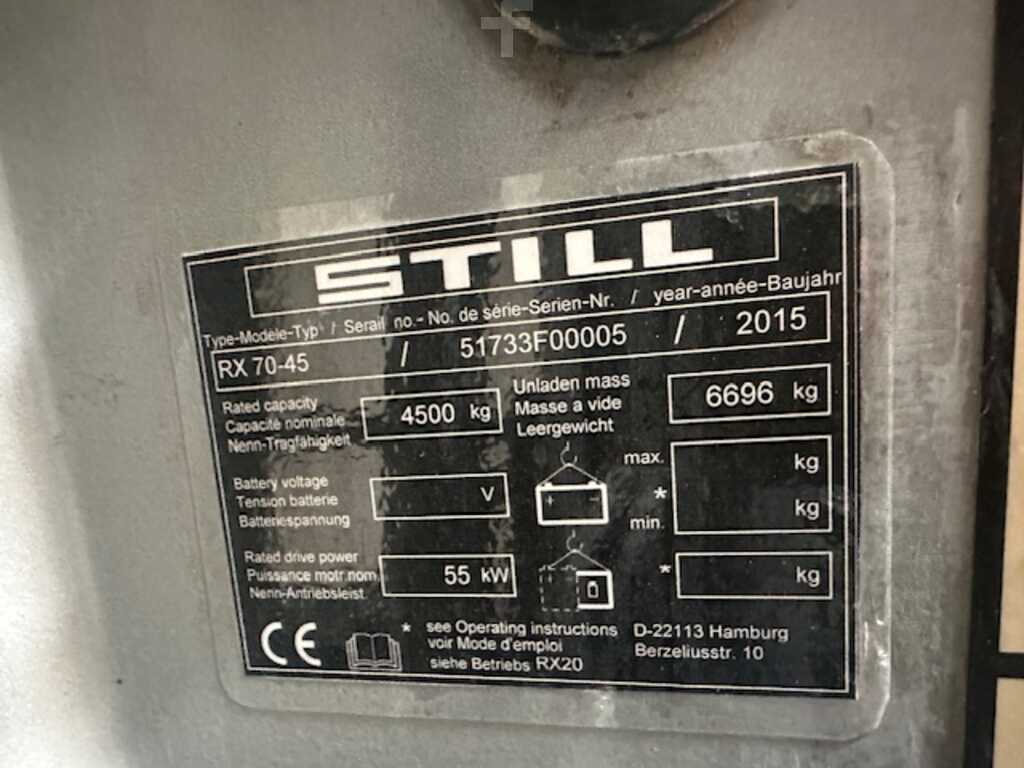 STILL
Type-Modele-Typ / Serail no.- No. de série-Serien-Nr. / year-année-Baujahr
RX 70-45 / 51733F00005 / 2015
Rated capacity
Capacité nominale
Nenn-Tragfähigkeit
4500 kg
Unladen mass
Masse a vide
Leergewicht
6696 kg
Battery voltage
Tension batterie
Batteriespannung
V
+ −
max. kg
* kg
min.
Rated drive power
Puissance motr.nom.
Nenn-Antriebsleist.
55 kW
* kg
CE
* see Operating instructions
voir Mode d'emploi
siehe Betriebs RX20
D-22113 Hamburg
Berzeliusstr. 10